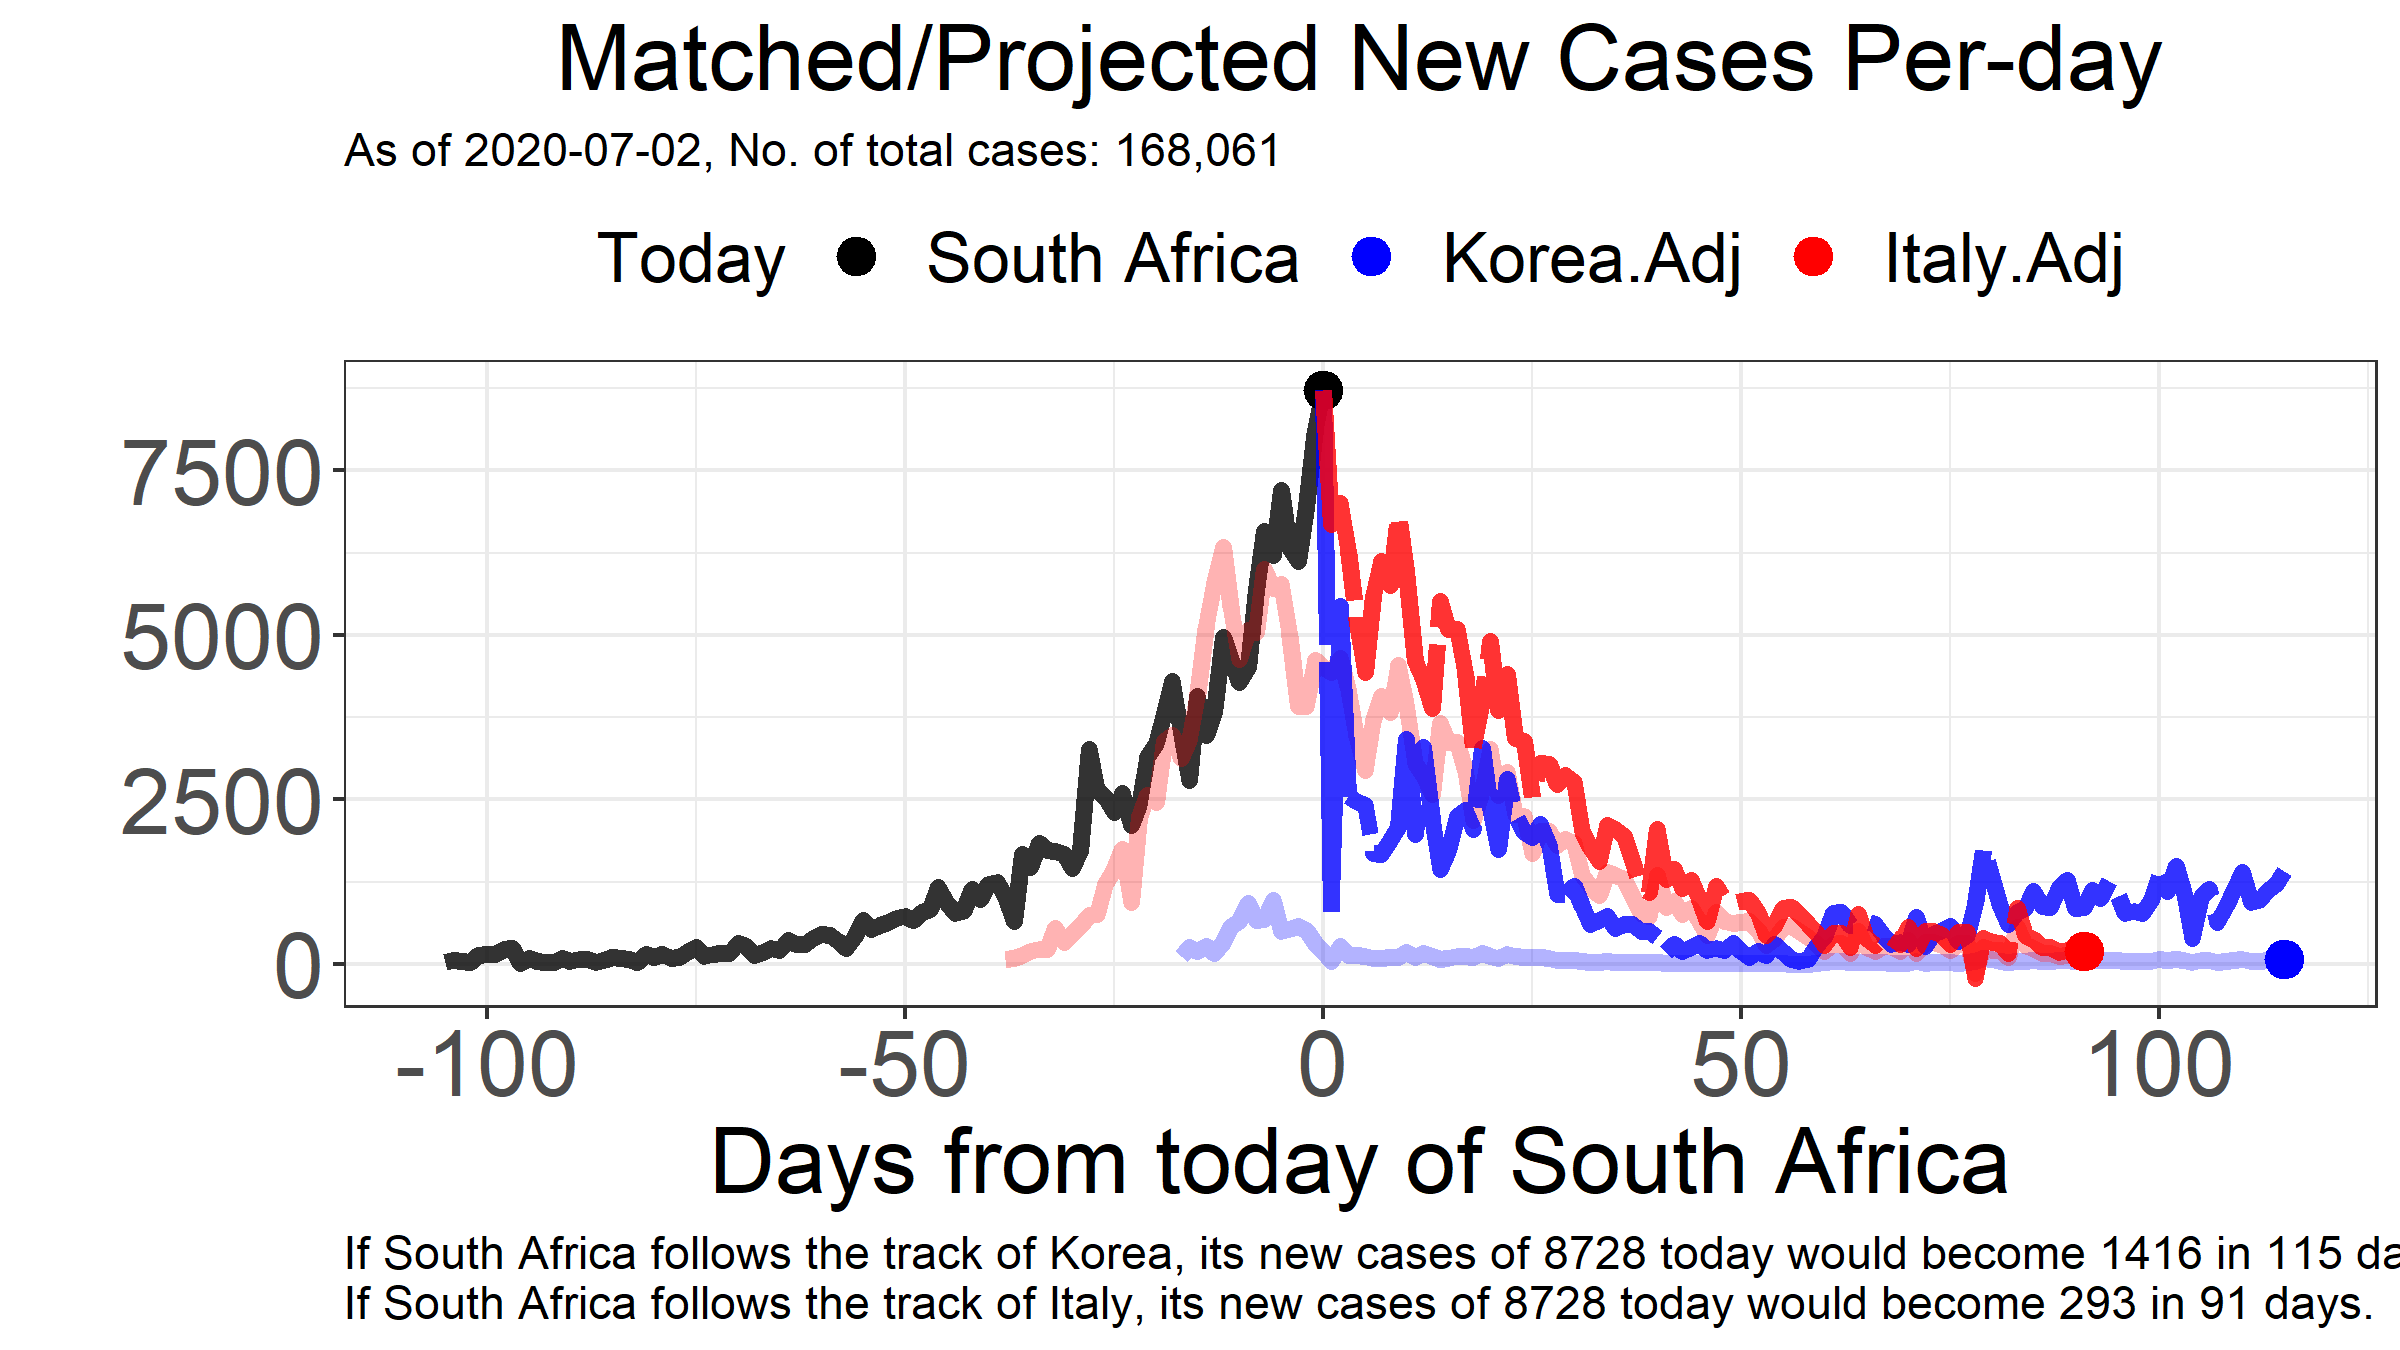 Matched/Projected New Cases Per-day
As of 2020-07-02, No. of total cases: 168,061
Today South Africa Korea.Adj Italy.Adj
7500
5000
2500
0
-100 -50 0 50 100
Days from today of South Africa
If South Africa follows the track of Korea, its new cases of 8728 today would become 1416 in 115 da
If South Africa follows the track of Italy, its new cases of 8728 today would become 293 in 91 days.